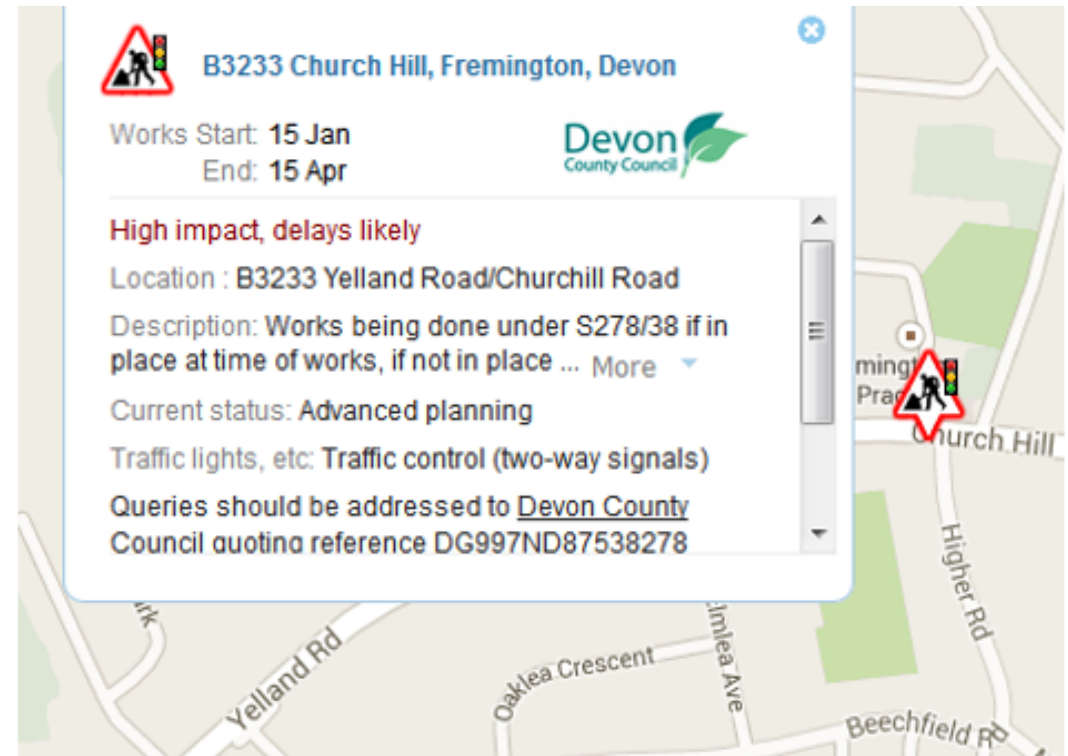 B3233 Church Hill, Fremington, Devon
Works Start: 15 Jan
End: 15 Apr
Devon
County Council
High impact, delays likely
Location : B3233 Yelland Road/Churchill Road
Description: Works being done under S278/38 if in
place at time of works, if not in place ... More
Current status: Advanced planning
Traffic lights, etc: Traffic control (two-way signals)
Queries should be addressed to Devon County
Council quoting reference DG997ND87538278
Church Hill
Higher Rd
Yelland Rd
Oaklea Crescent
Elmlea Ave
Beechfield Rd